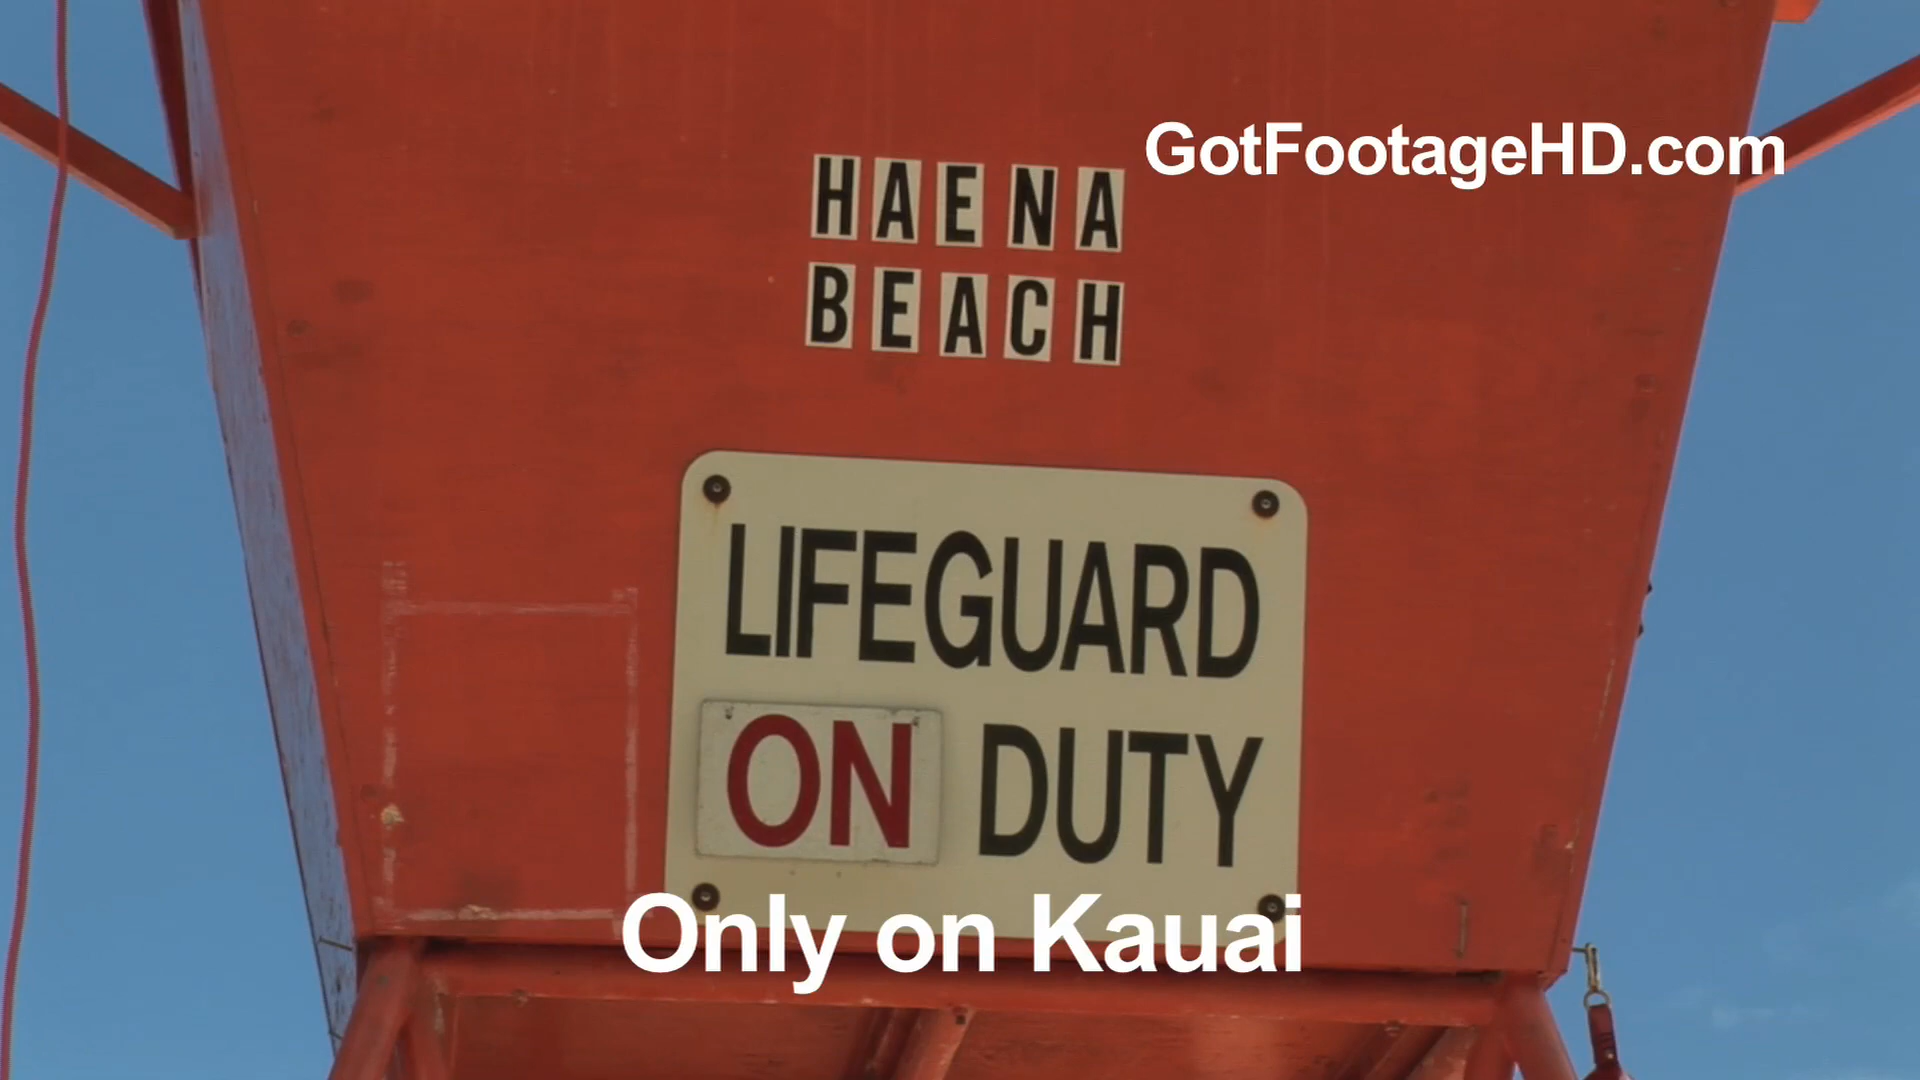 GotFootageHD.com
HAENA
BEACH
LIFEGUARD
ON DUTY
Only on Kauai